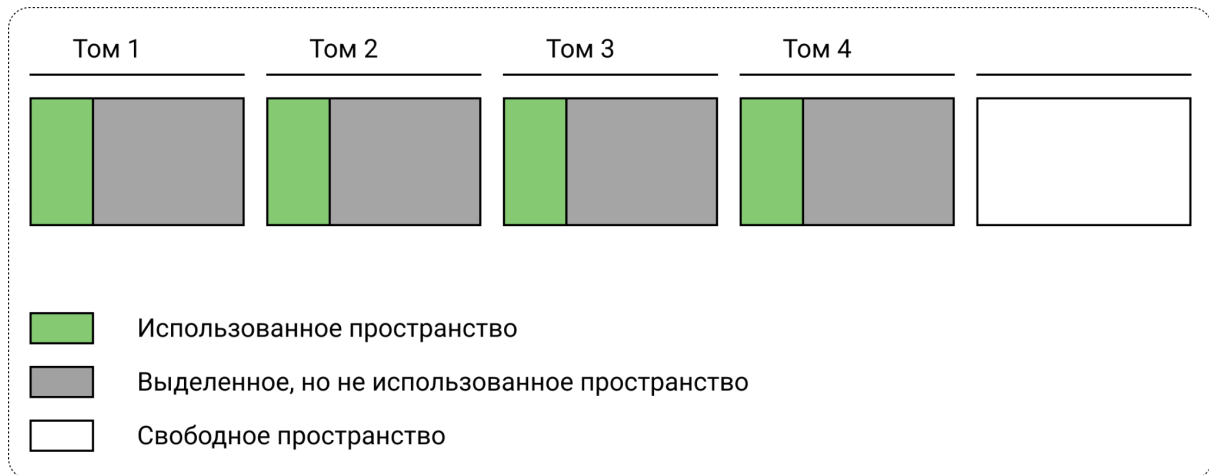 Том 1
Том 2
Том 3
Том 4
Использованное пространство
Выделенное, но не использованное пространство
Свободное пространство